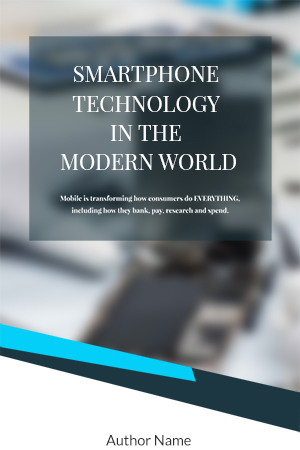 SMARTPHONE
TECHNOLOGY
IN THE
MODERN WORLD
Mobile is transforming how consumers do EVERYTHING,
including how they bank, pay, research and spend.
Author Name